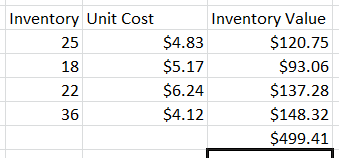 Inventory Unit Cost Inventory Value
25 $4.83 $120.75
18 $5.17 $93.06
22 $6.24 $137.28
36 $4.12 $148.32
$499.41